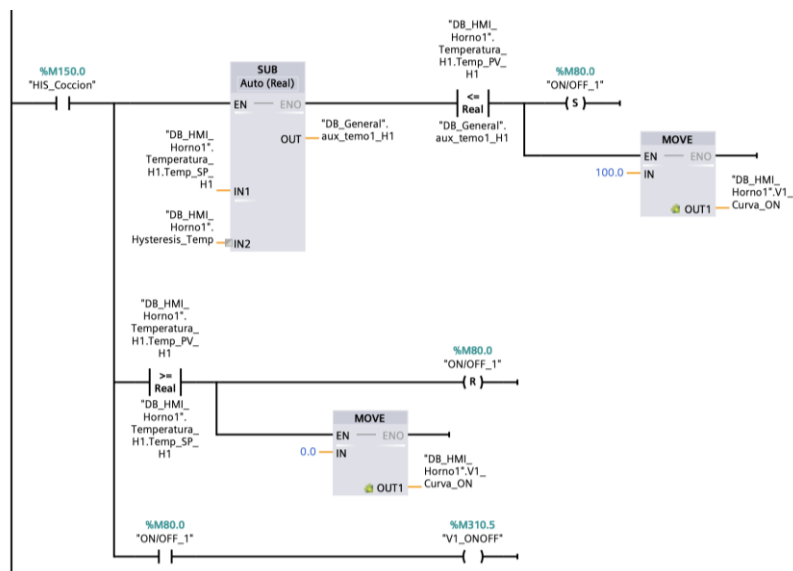 %M150.0
"HIS_Coccion"
SUB
Auto (Real)
EN
ENO
"DB_HMI_
Horno1".
Temperatura_
H1.Temp_SP_
H1
IN1
"DB_HMI_
Horno1".
Hysteresis_Temp
IN2
OUT
"DB_General".
aux_temo1_H1
"DB_HMI_
Horno1".
Temperatura_
H1.Temp_PV_
H1
<=
Real
"DB_General".
aux_temo1_H1
%M80.0
"ON/OFF_1"
S
MOVE
EN
ENO
100.0
IN
OUT1
"DB_HMI_
Horno1".V1_
Curva_ON
"DB_HMI_
Horno1".
Temperatura_
H1.Temp_PV_
H1
>=
Real
"DB_HMI_
Horno1".
Temperatura_
H1.Temp_SP_
H1
%M80.0
"ON/OFF_1"
R
MOVE
EN
ENO
0.0
IN
OUT1
"DB_HMI_
Horno1".V1_
Curva_ON
%M80.0
"ON/OFF_1"
%M310.5
"V1_ONOFF"